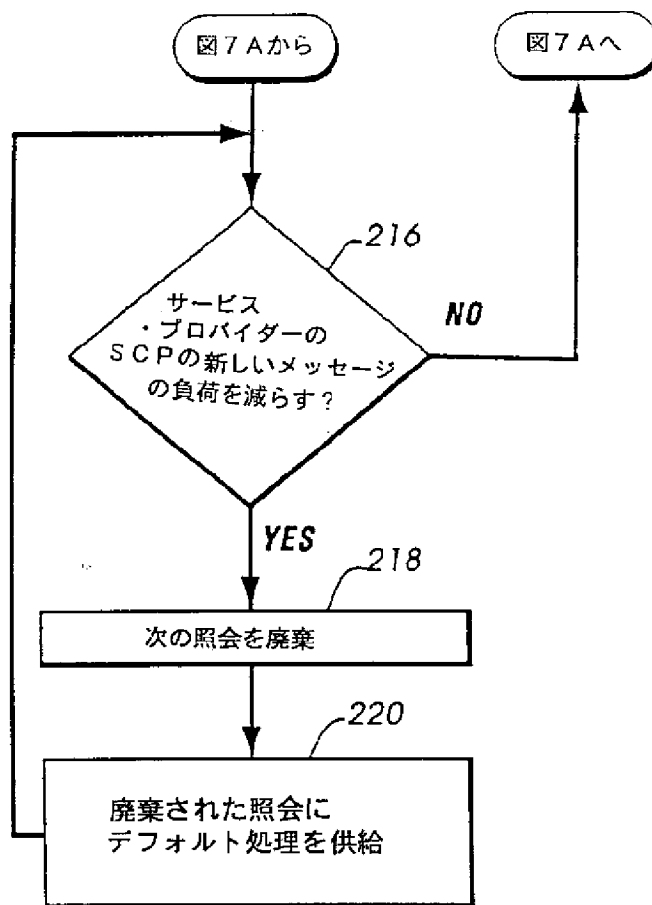 図7Aから
図7Aへ
216
サービス
・プロバイダーの
SCPの新しいメッセージ
の負荷を減らす?
NO
YES
218
次の照会を廃棄
220
廃棄された照会に
デフォルト処理を供給